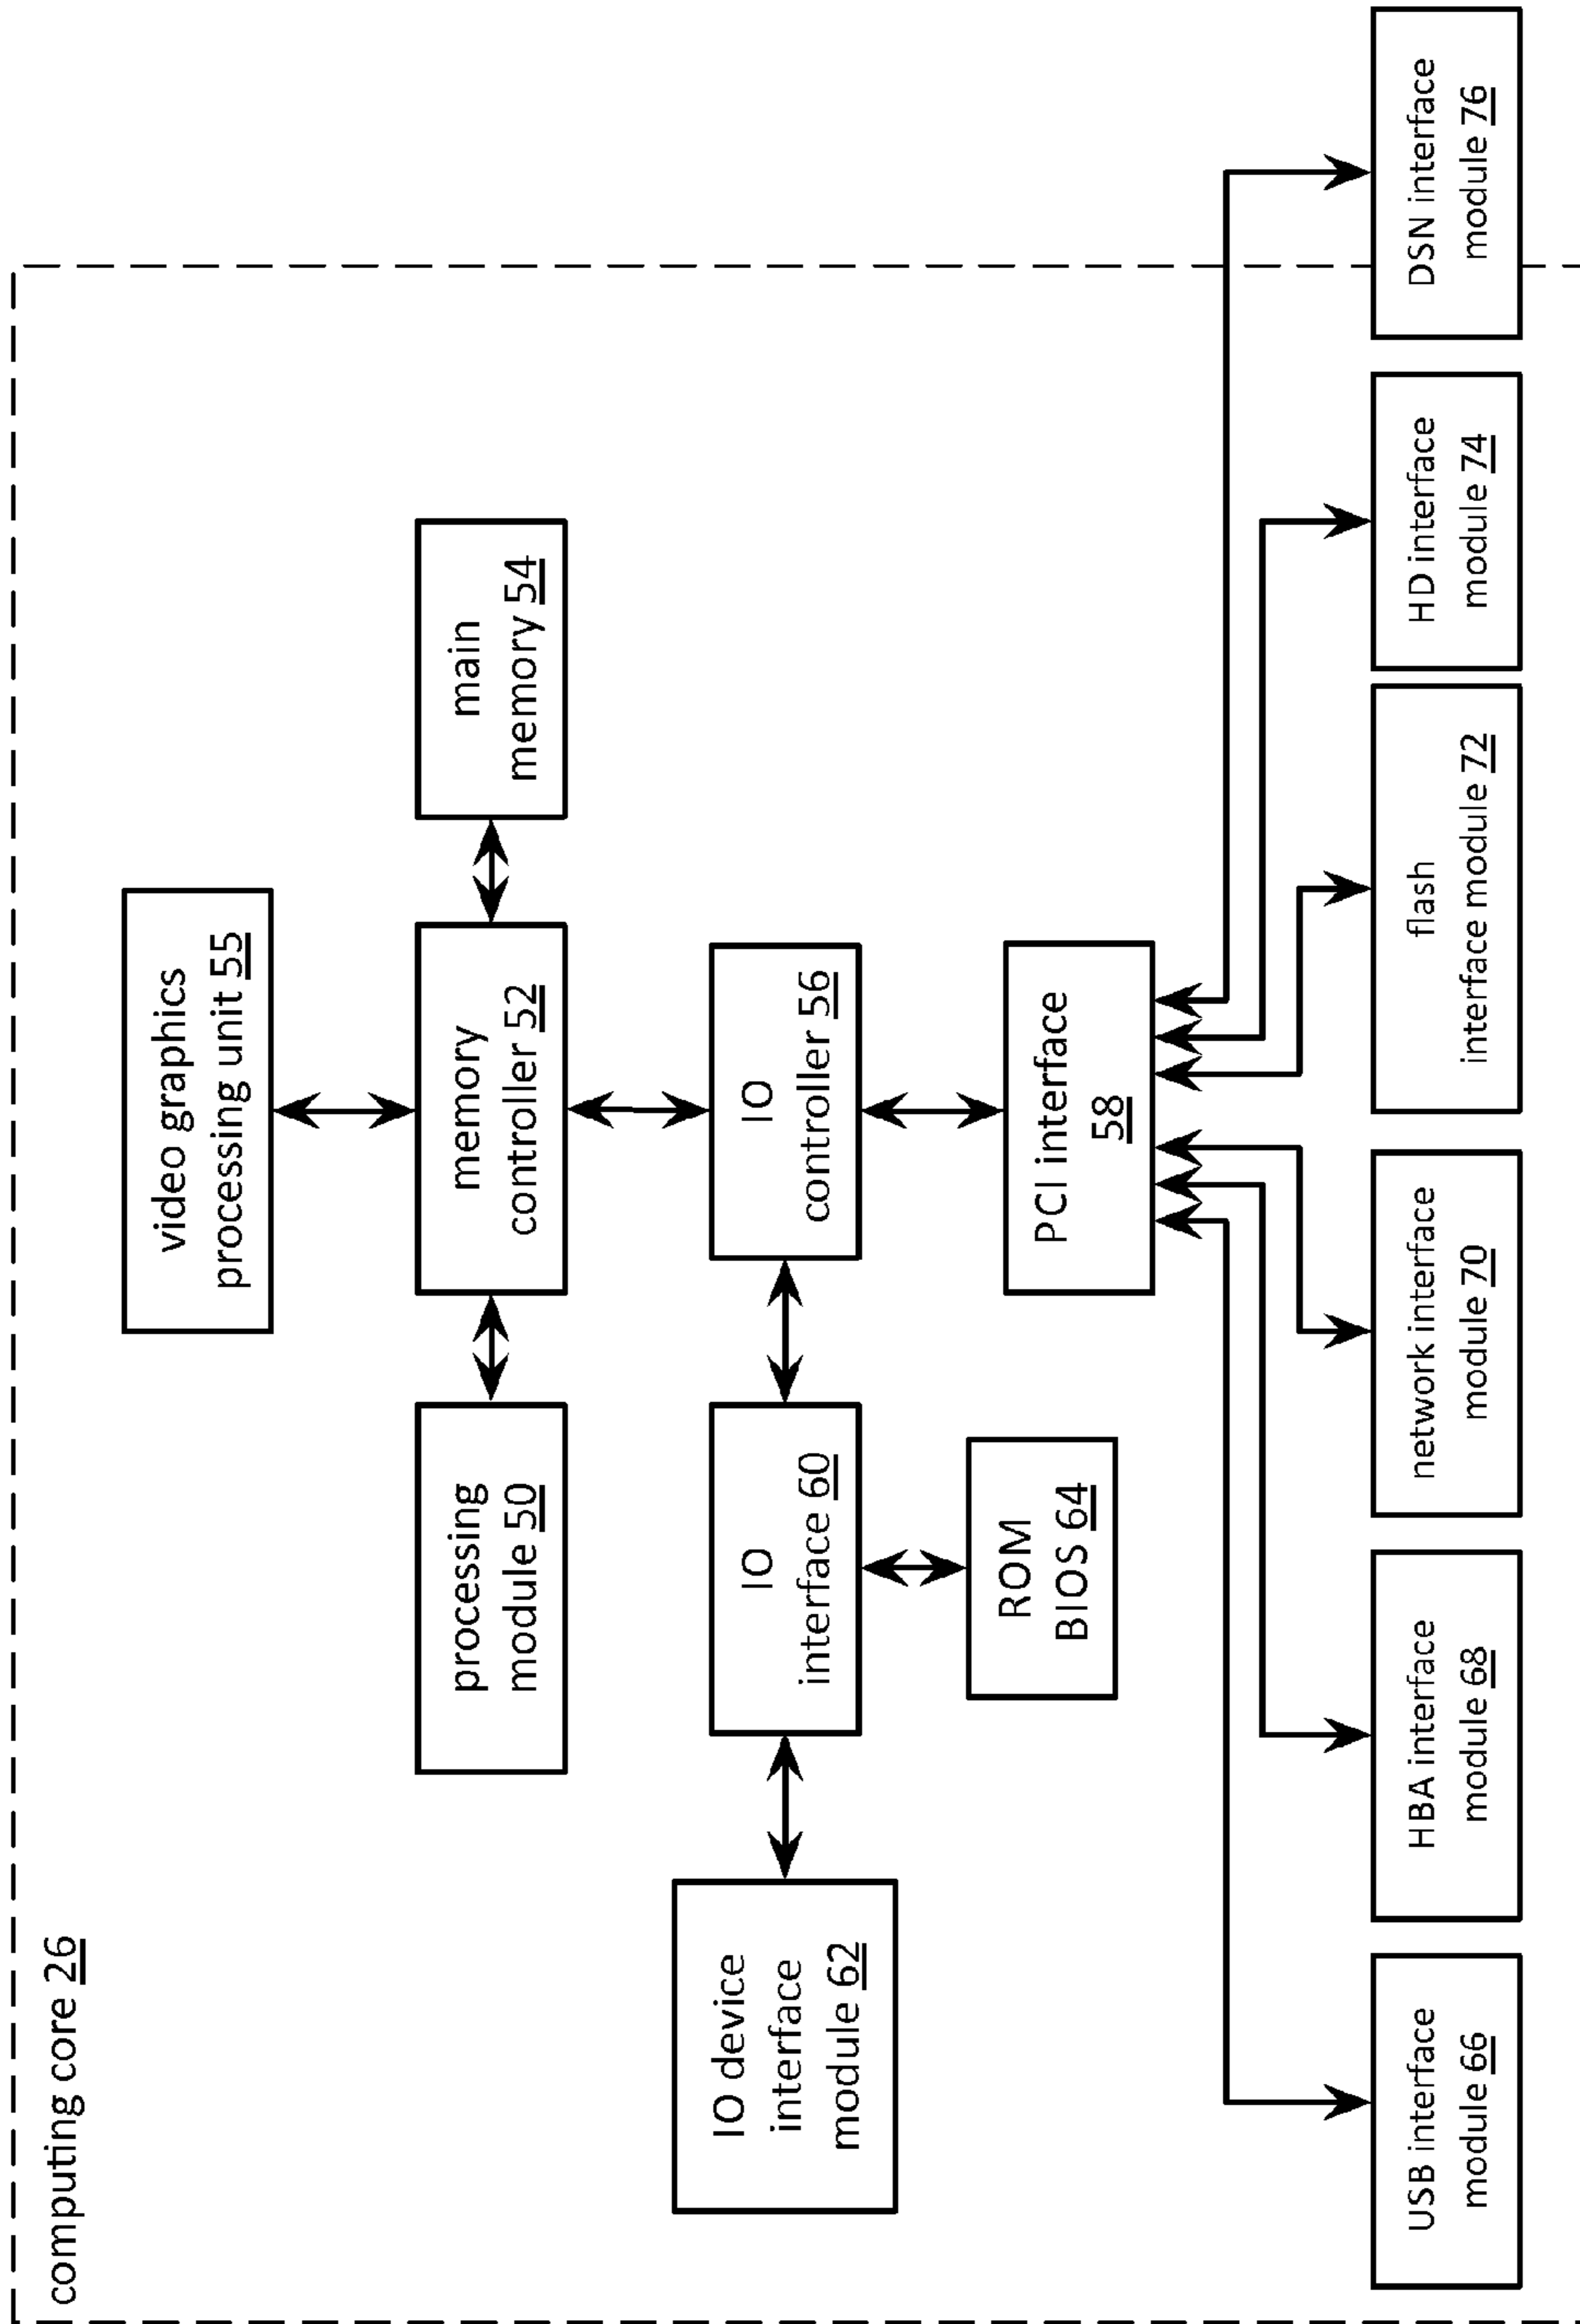 computing core 26
video graphics
processing unit 55
processing
module 50
memory
controller 52
main
memory 54
IO device
interface
module 62
IO
interface 60
IO
controller 56
ROM
BIOS 64
PCI interface
58
USB interface
module 66
HBA interface
module 68
network interface
module 70
flash
interface module 72
HD interface
module 74
DSN interface
module 76